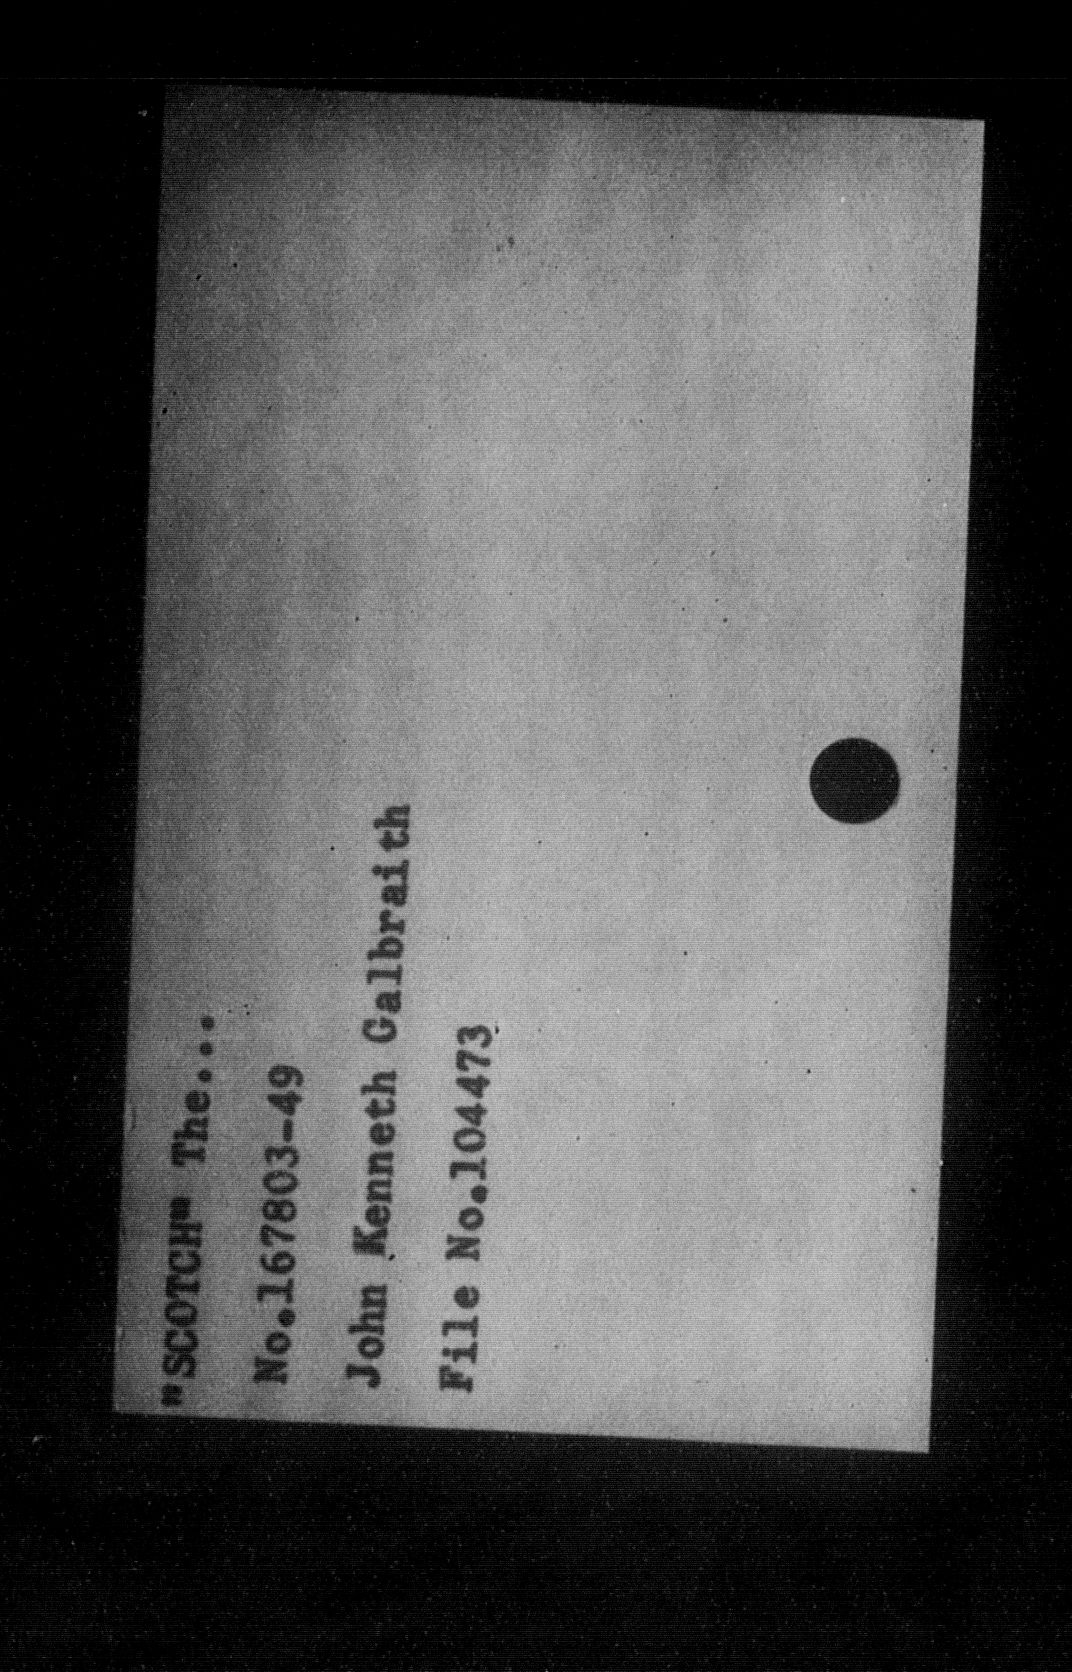 "SCOTCH" The...
No.167803-49
John Kenneth Galbraith
File No.104473